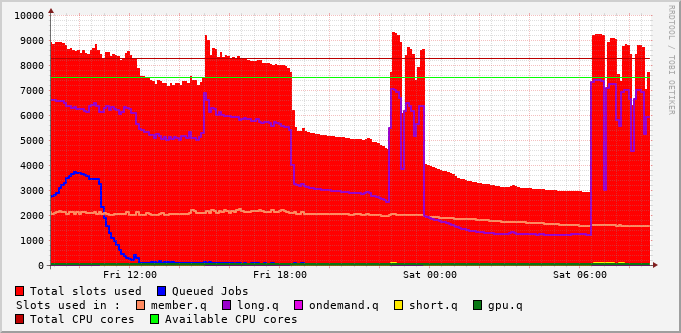 RRDTOOL / TOBI OETIKER
10000
9000
8000
7000
6000
5000
4000
3000
2000
1000
0
Fri 12:00 Fri 18:00 Sat 00:00 Sat 06:00
Total slots used Queued Jobs
Slots used in : member.q long.q ondemand.q short.q gpu.q
Total CPU cores Available CPU cores